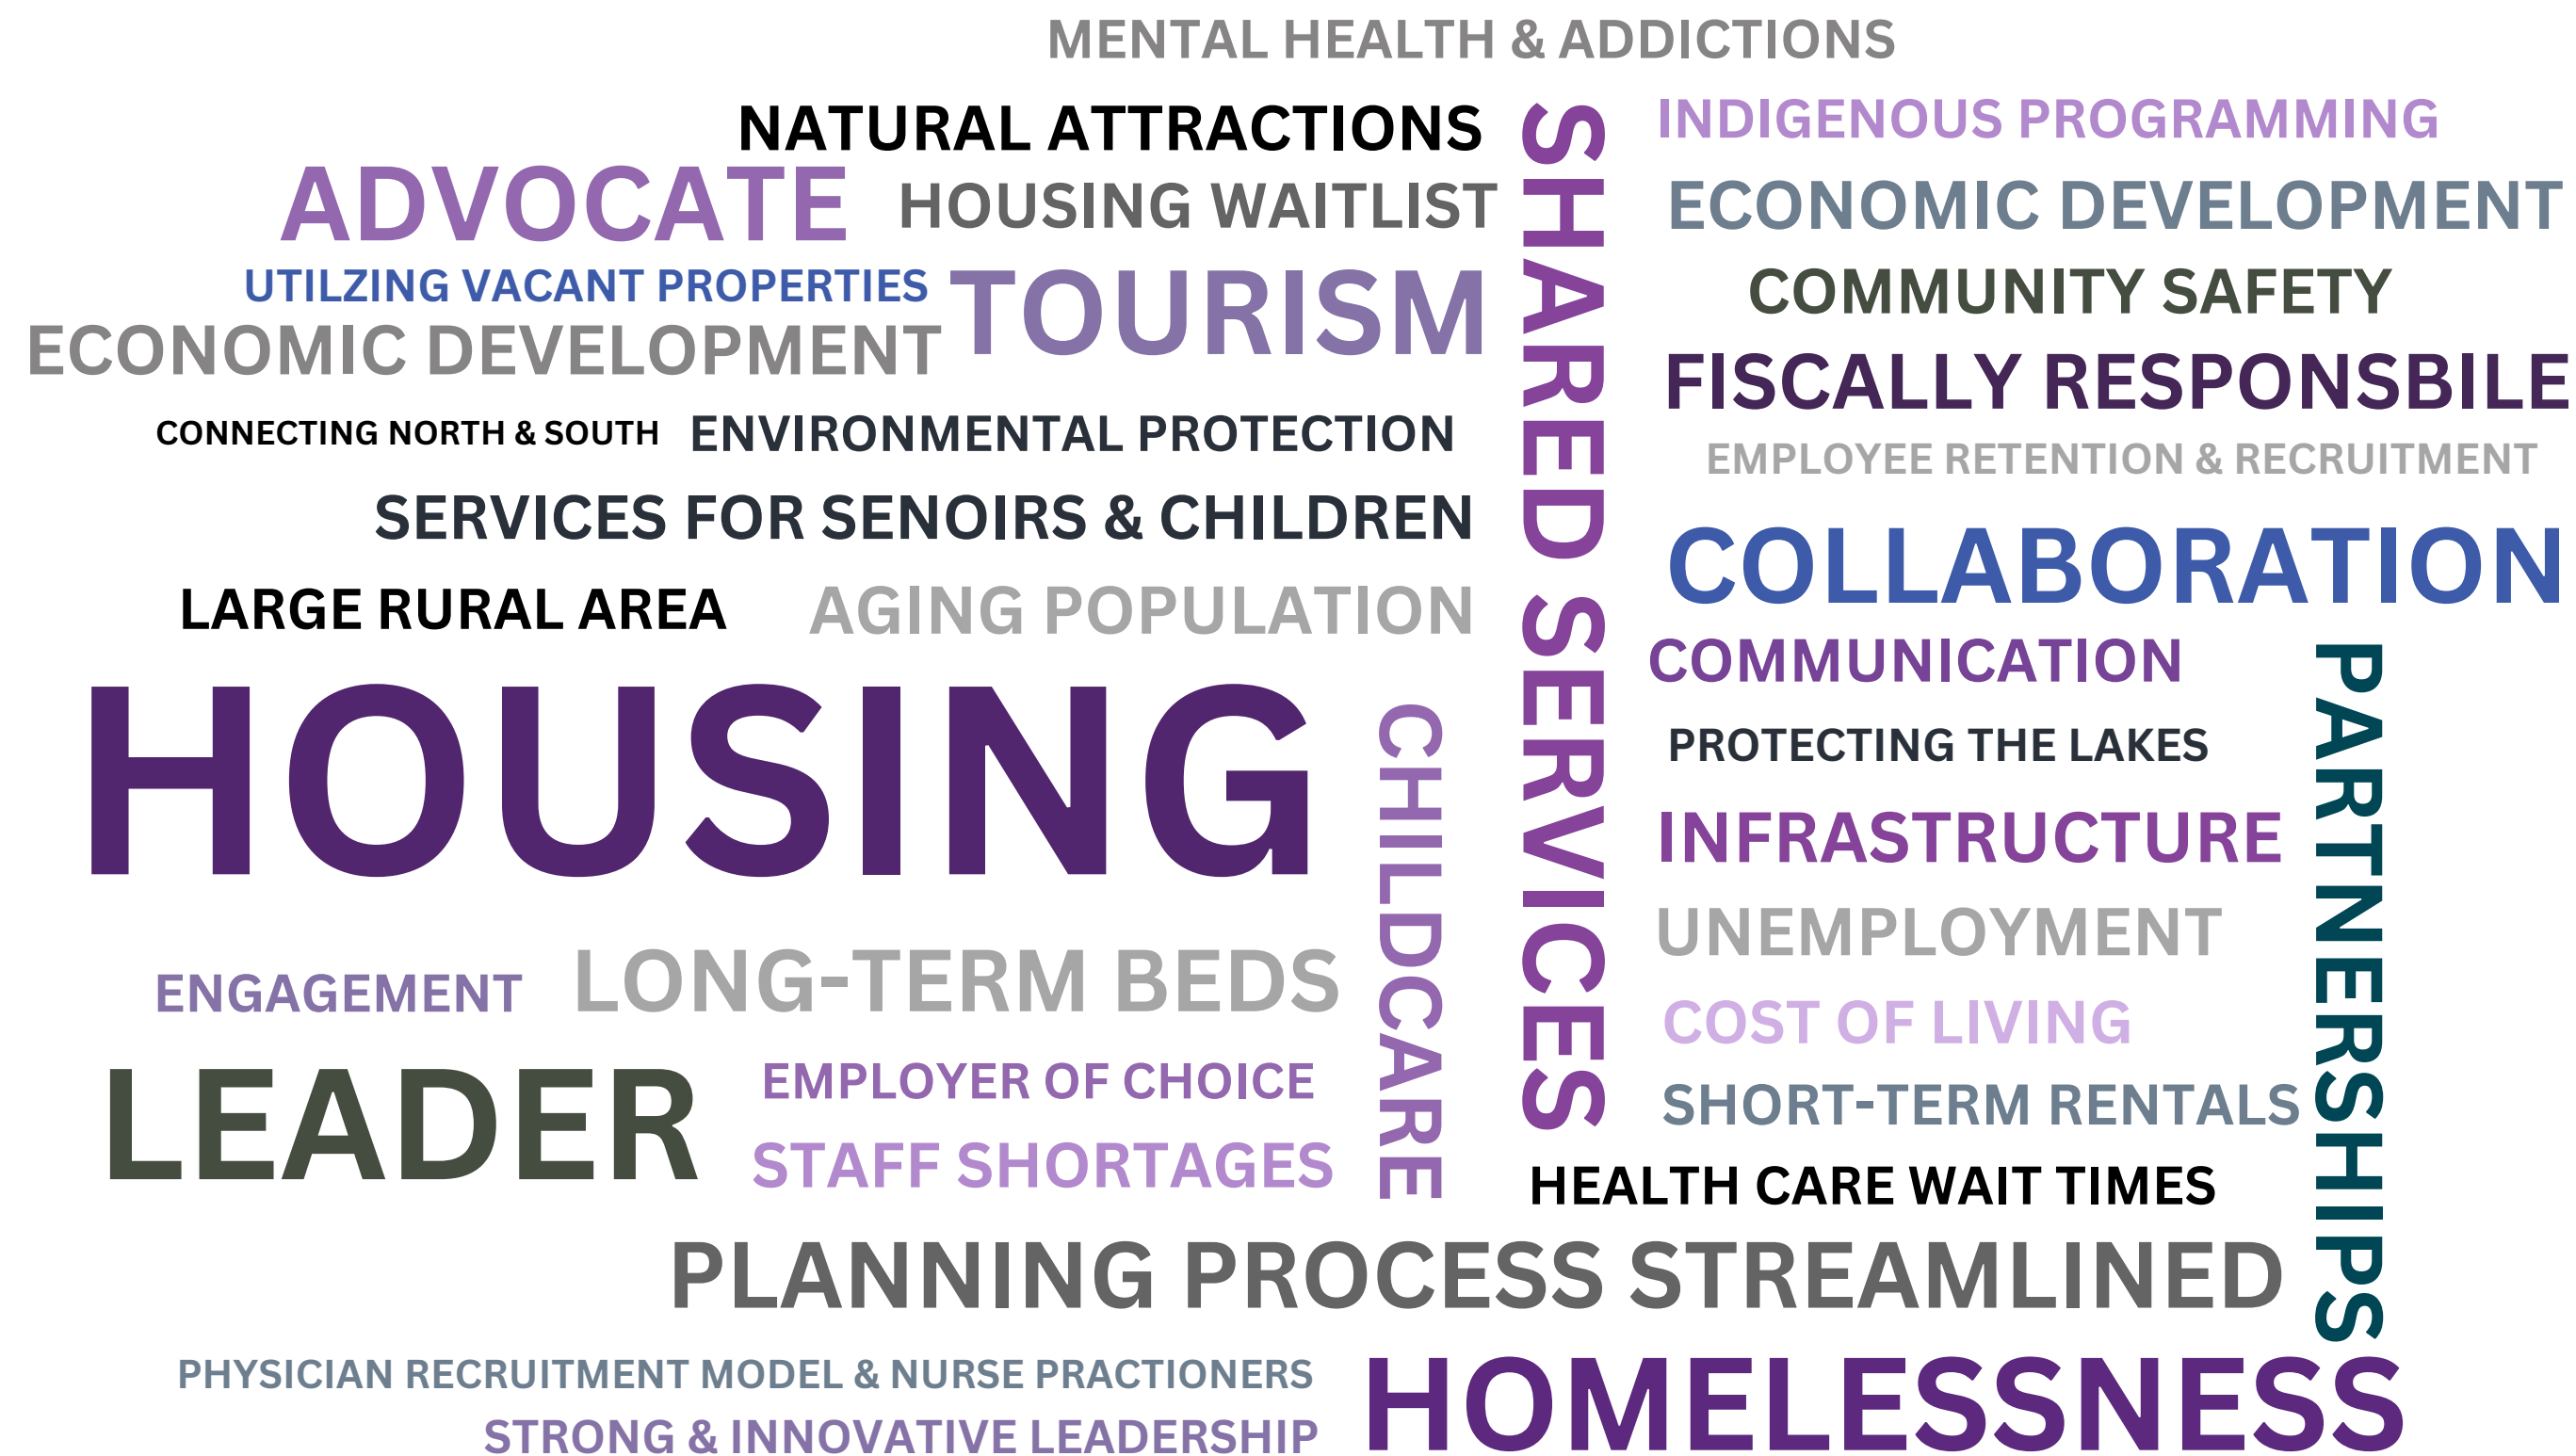 MENTAL HEALTH & ADDICTIONS
NATURAL ATTRACTIONS
ADVOCATE
HOUSING WAITLIST
UTILZING VACANT PROPERTIES
TOURISM
ECONOMIC DEVELOPMENT
CONNECTING NORTH & SOUTH
ENVIRONMENTAL PROTECTION
SERVICES FOR SENOIRS & CHILDREN
LARGE RURAL AREA
AGING POPULATION
HOUSING
CHILDCARE
SHARED SERVICES
INDIGENOUS PROGRAMMING
ECONOMIC DEVELOPMENT
COMMUNITY SAFETY
FISCALLY RESPONSBILE
EMPLOYEE RETENTION & RECRUITMENT
COLLABORATION
COMMUNICATION
PROTECTING THE LAKES
INFRASTRUCTURE
UNEMPLOYMENT
COST OF LIVING
SHORT-TERM RENTALS
PARTNERSHIPS
ENGAGEMENT
LONG-TERM BEDS
LEADER
EMPLOYER OF CHOICE
STAFF SHORTAGES
HEALTH CARE WAIT TIMES
PLANNING PROCESS STREAMLINED
PHYSICIAN RECRUITMENT MODEL & NURSE PRACTIONERS
STRONG & INNOVATIVE LEADERSHIP
HOMELESSNESS